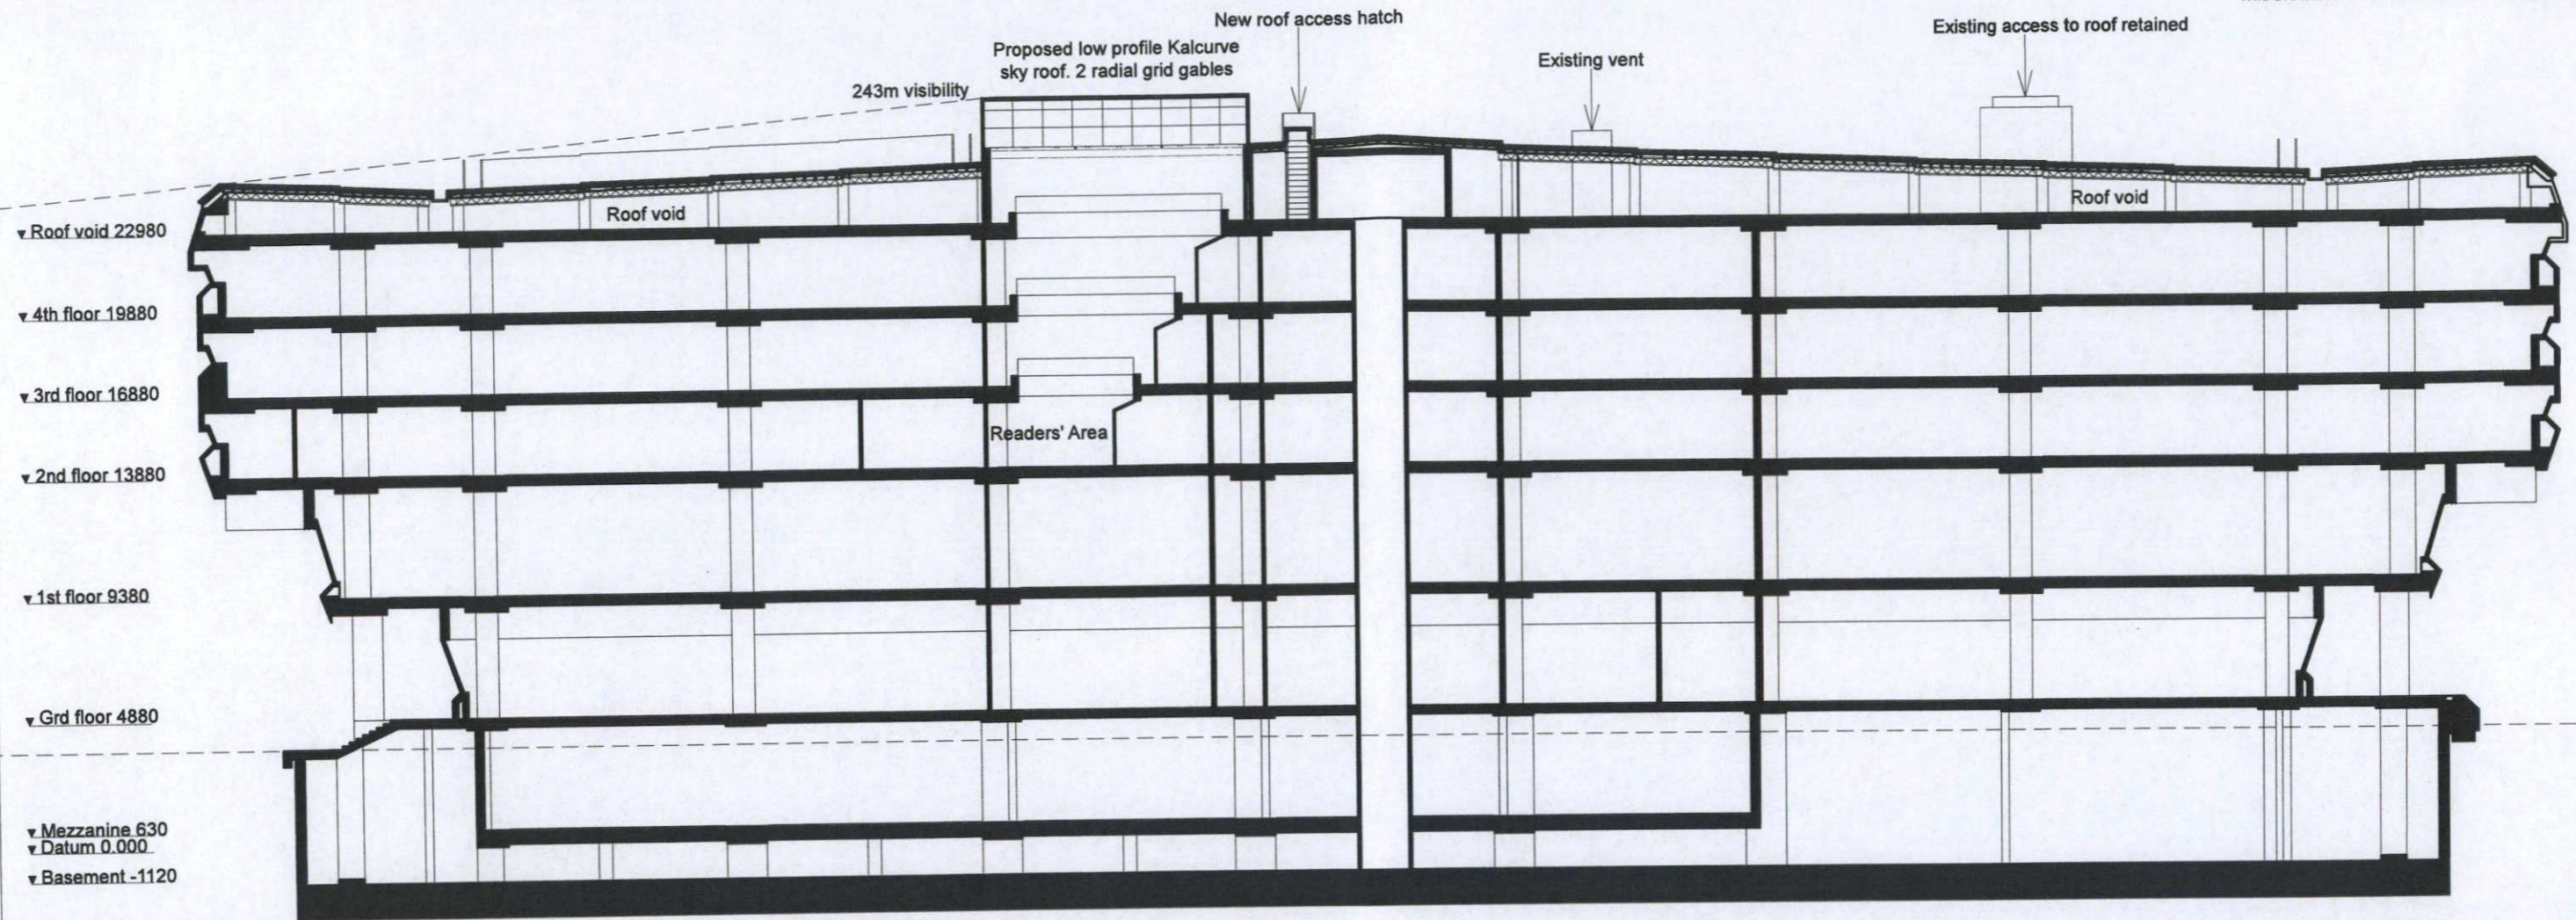 New roof access hatch
Existing access to roof retained
Proposed low profile Kalcurve
sky roof. 2 radial grid gables
Existing vent
243m visibility
Roof void
Roof void
Roof void 22980
4th floor 19880
3rd floor 16880
Readers' Area
2nd floor 13880
1st floor 9380
Grd floor 4880
Mezzanine 630
Datum 0.000
Basement -1120